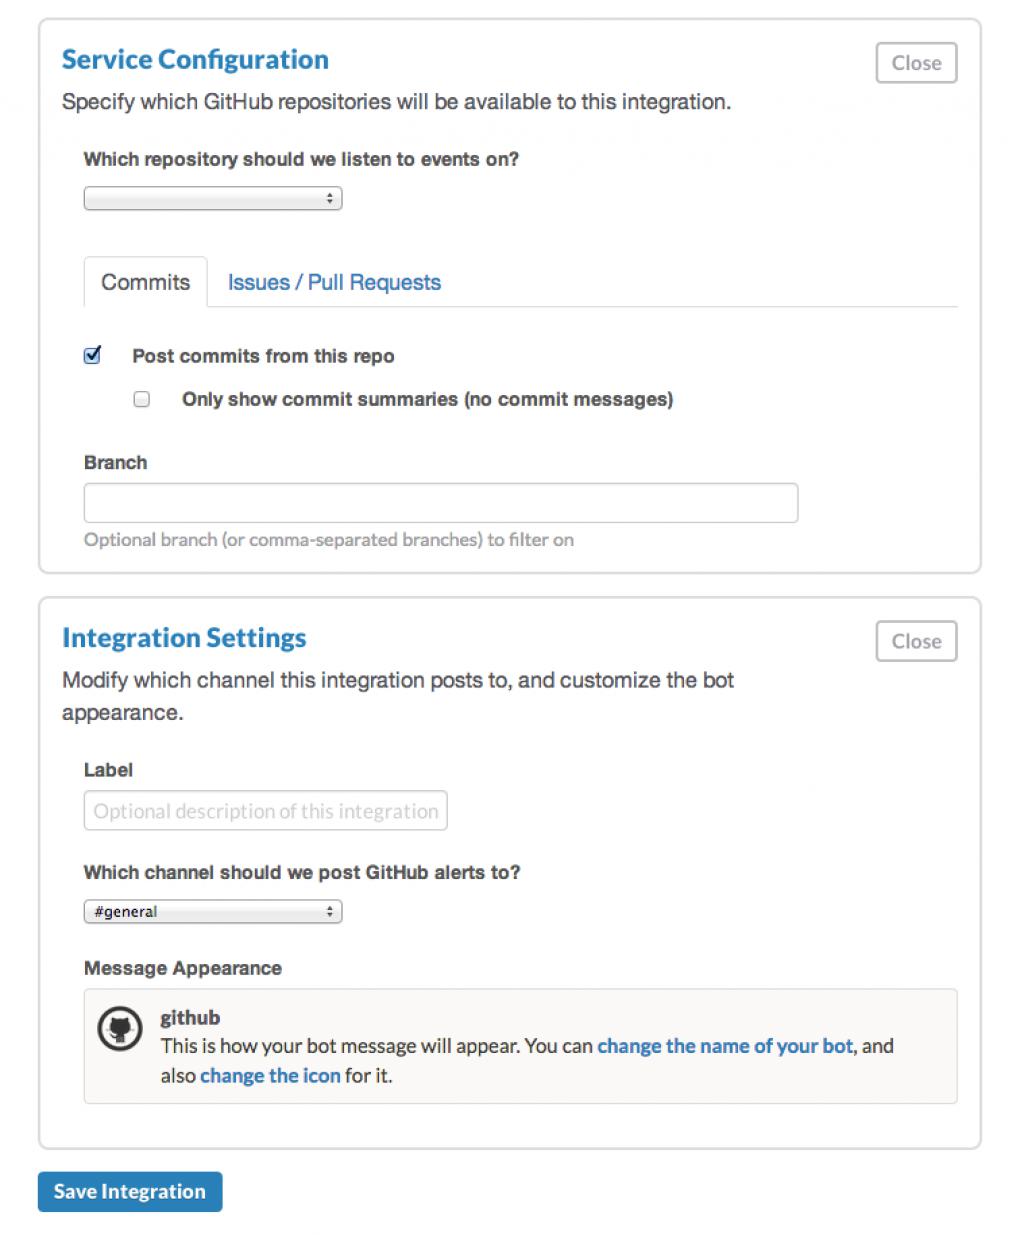 Service Configuration
Close
Specify which GitHub repositories will be available to this integration.
Which repository should we listen to events on?
Commits
Issues / Pull Requests
Post commits from this repo
Only show commit summaries (no commit messages)
Branch
Optional branch (or comma-separated branches) to filter on
Integration Settings
Close
Modify which channel this integration posts to, and customize the bot
appearance.
Label
Optional description of this integration
Which channel should we post GitHub alerts to?
#general
Message Appearance
github
This is how your bot message will appear. You can change the name of your bot, and
also change the icon for it.
Save Integration